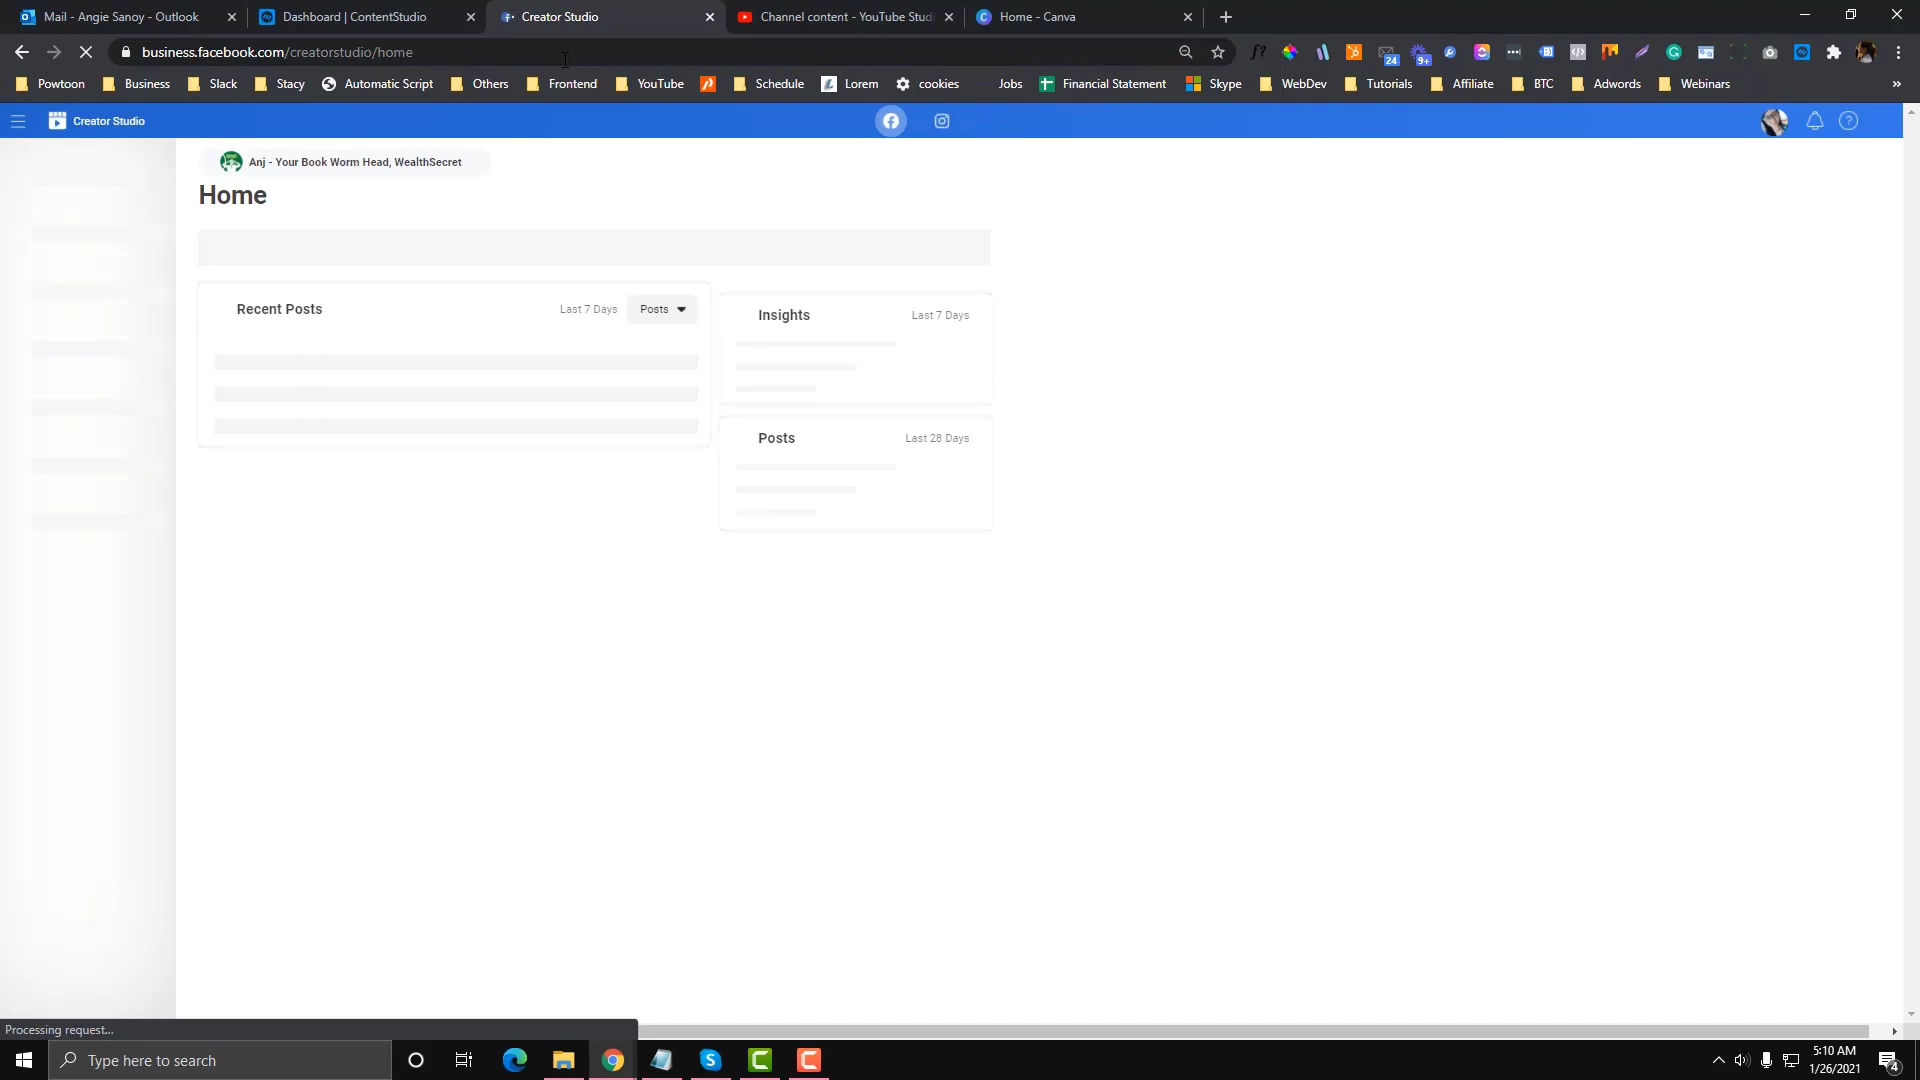 Mail - Angie Sanoy - Outlook
Dashboard | ContentStudio
Creator Studio
Channel content - YouTube Studi
Home - Canva
business.facebook.com/creatorstudio/home
24
9+
Powtoon
Business
Slack
Stacy
Automatic Script
Others
Frontend
YouTube
Schedule
Lorem
cookies
Jobs
Financial Statement
Skype
WebDev
Tutorials
Affiliate
BTC
Adwords
Webinars
»
Creator Studio
Anj - Your Book Worm Head, WealthSecret
Home
Recent Posts
Last 7 Days
Posts
Insights
Last 7 Days
Posts
Last 28 Days
Processing request...
Type here to search
5:10 AM
1/26/2021
4